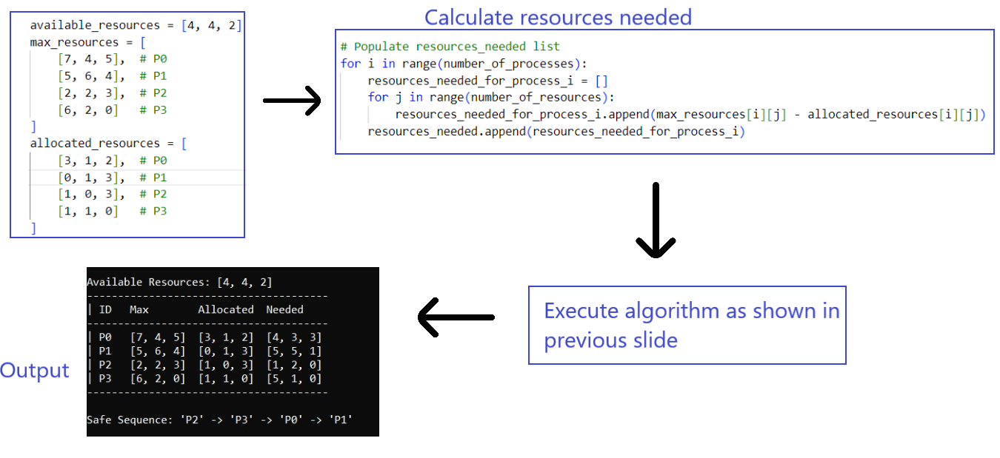 available_resources = [4, 4, 2]
max_resources = [
[7, 4, 5],  # P0
[5, 6, 4],  # P1
[2, 2, 3],  # P2
[6, 2, 0]   # P3
]
allocated_resources = [
[3, 1, 2],  # P0
[0, 1, 3],  # P1
[1, 0, 3],  # P2
[1, 1, 0]   # P3
]
Calculate resources needed
# Populate resources_needed list
for i in range(number_of_processes):
resources_needed_for_process_i = []
for j in range(number_of_resources):
resources_needed_for_process_i.append(max_resources[i][j] - allocated_resources[i][j])
resources_needed.append(resources_needed_for_process_i)
Execute algorithm as shown in
previous slide
Output
Available Resources: [4, 4, 2]
---------------------------------------
| ID   Max        Allocated  Needed
---------------------------------------
| P0   [7, 4, 5]  [3, 1, 2]  [4, 3, 3]
| P1   [5, 6, 4]  [0, 1, 3]  [5, 5, 1]
| P2   [2, 2, 3]  [1, 0, 3]  [1, 2, 0]
| P3   [6, 2, 0]  [1, 1, 0]  [5, 1, 0]
---------------------------------------
Safe Sequence: 'P2' -> 'P3' -> 'P0' -> 'P1'